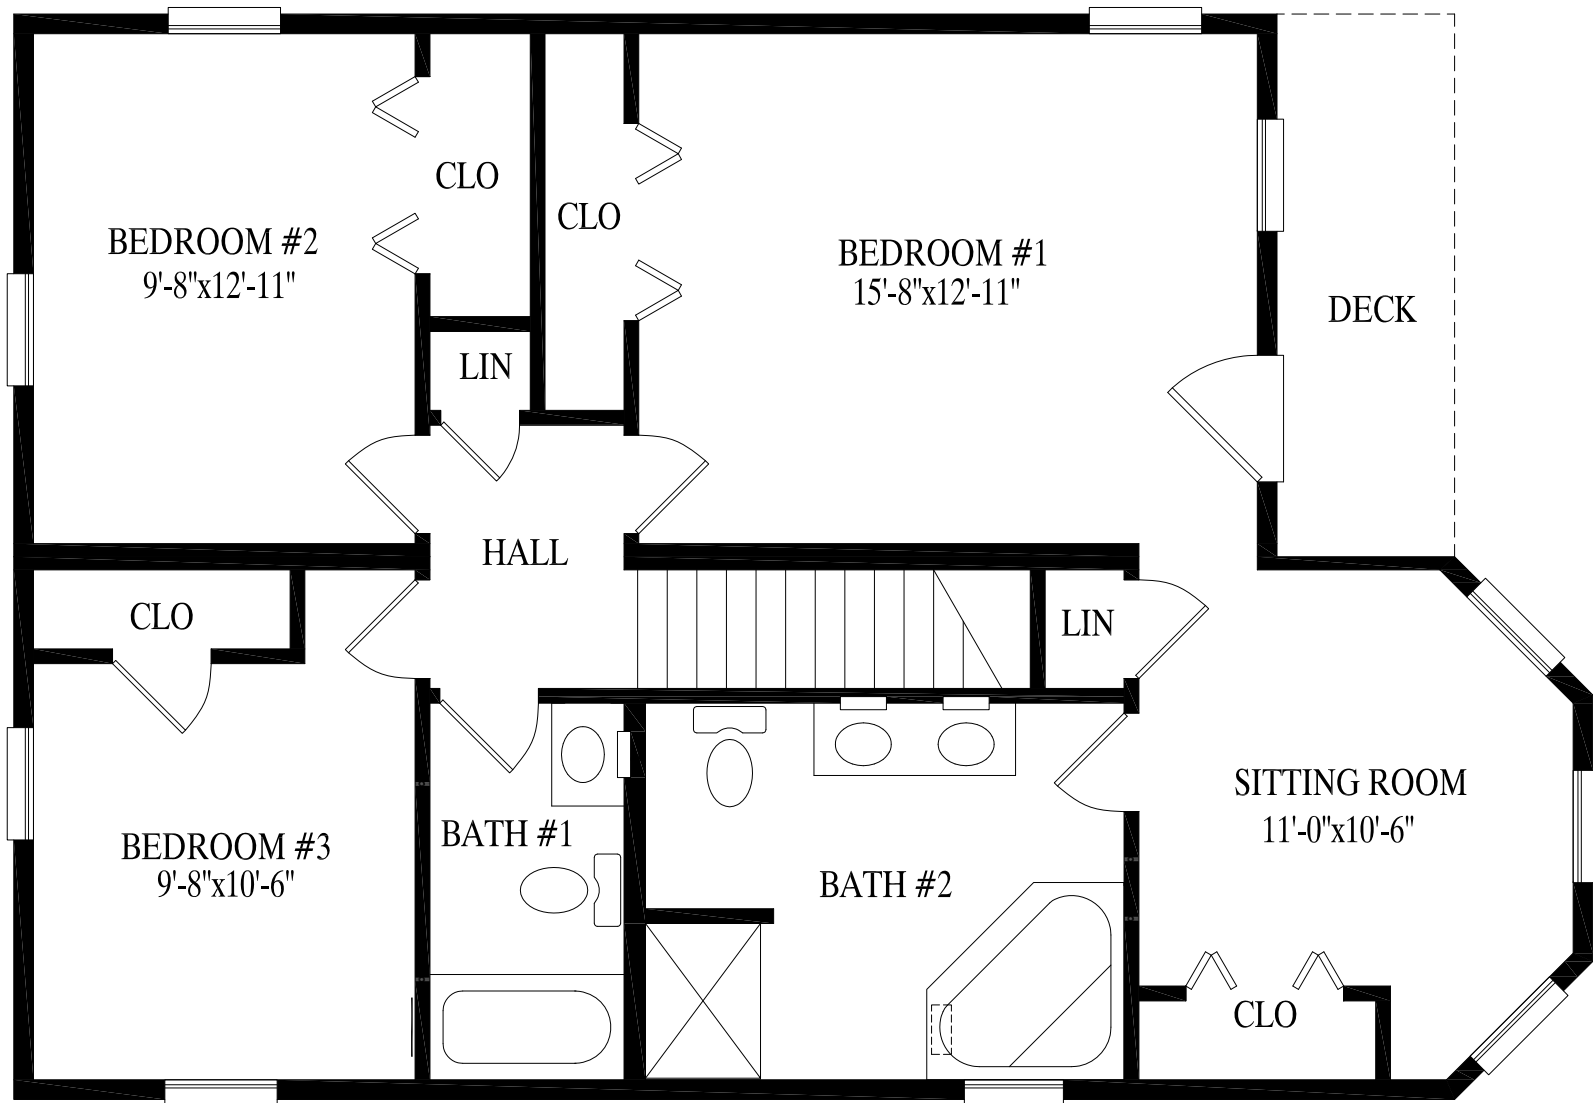 CLO
CLO
BEDROOM #2
9'-8"x12'-11"
BEDROOM #1
15'-8"x12'-11"
DECK
LIN
HALL
CLO
LIN
SITTING ROOM
11'-0"x10'-6"
BATH #1
BEDROOM #3
9'-8"x10'-6"
BATH #2
CLO